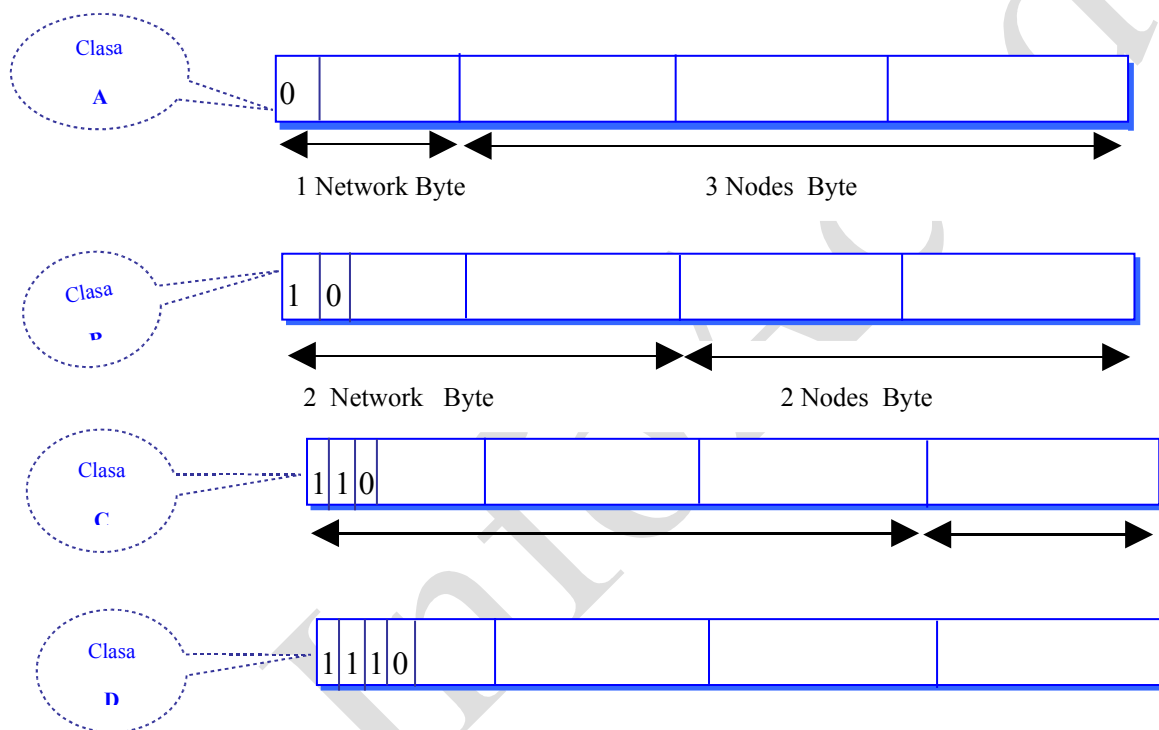 Clasa
A
0
1 Network Byte
3 Nodes Byte
Clasa
B
1 0
2 Network Byte
2 Nodes Byte
Clasa
C
1 1 0
Clasa
D
1 1 1 0